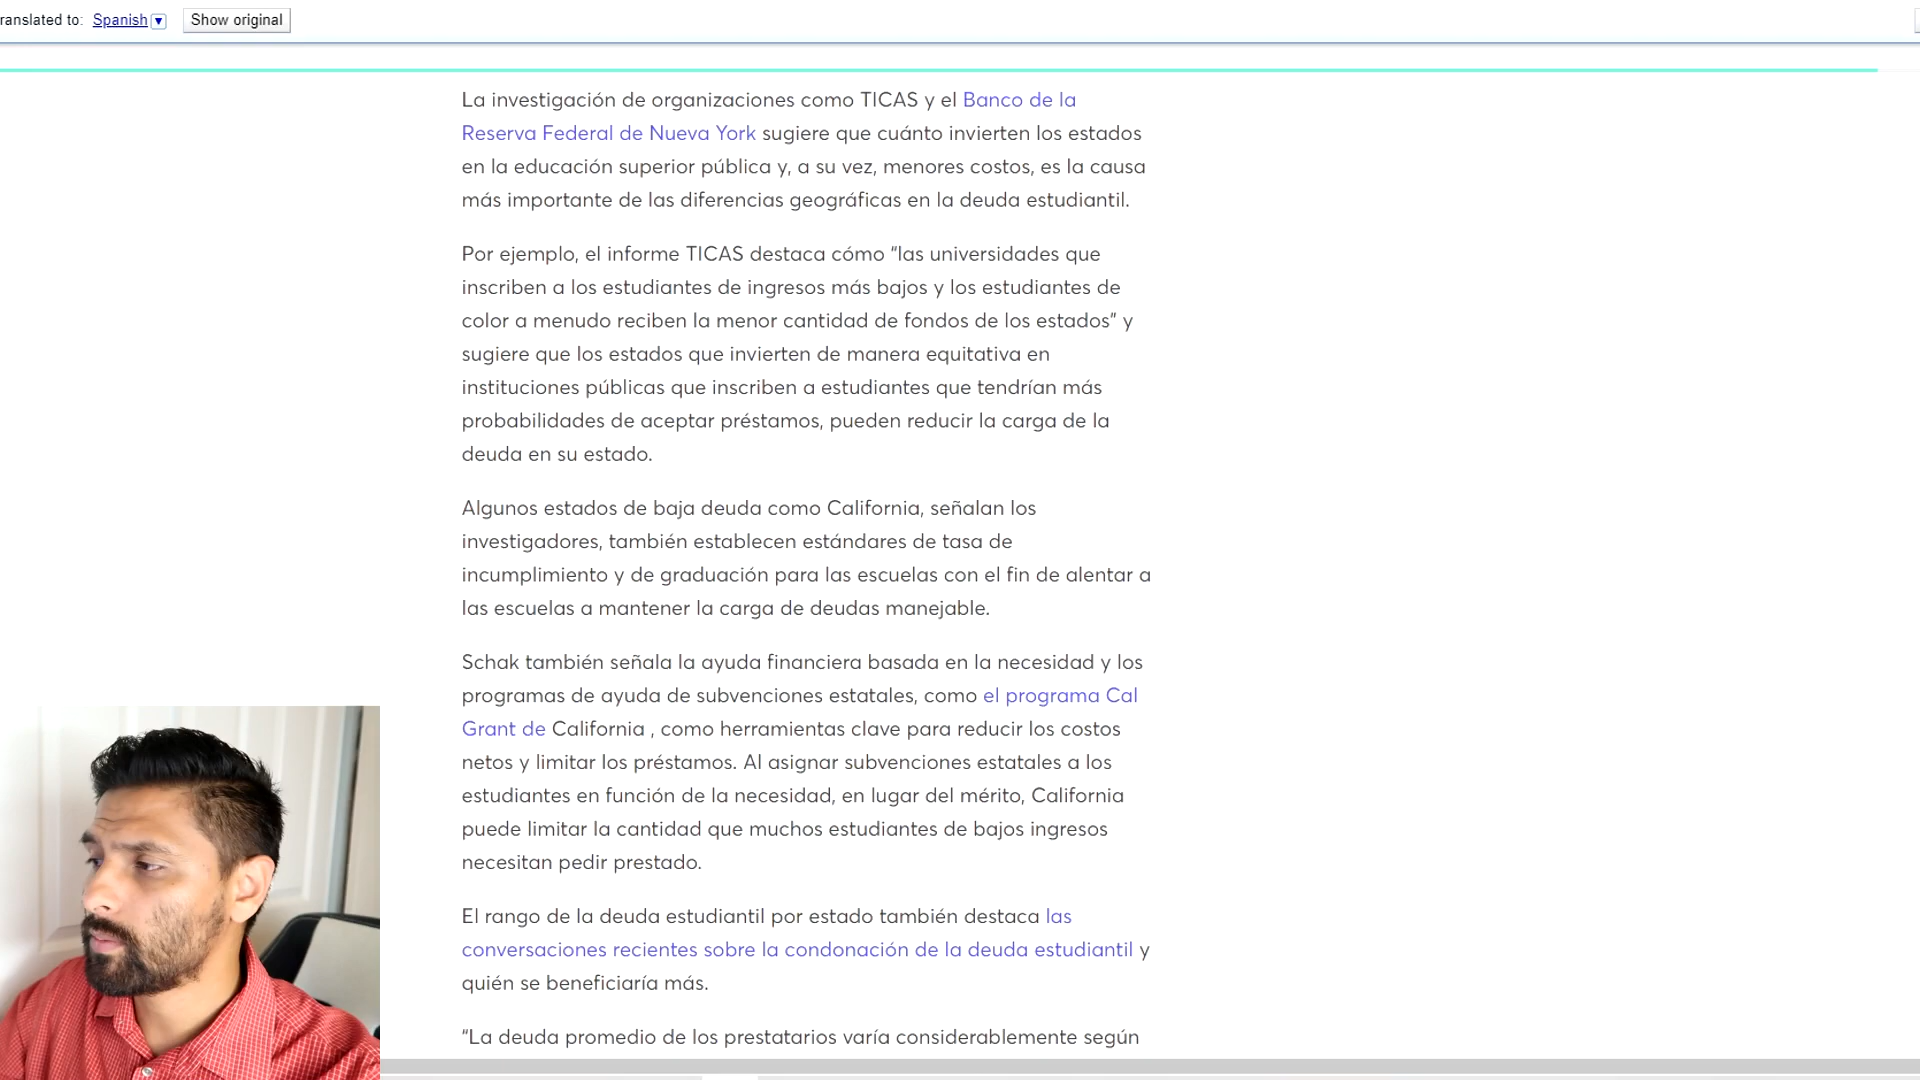 ranslated to: Spanish Show original
La investigación de organizaciones como TICAS y el Banco de la
Reserva Federal de Nueva York sugiere que cuánto invierten los estados
en la educación superior pública y, a su vez, menores costos, es la causa
más importante de las diferencias geográficas en la deuda estudiantil.
Por ejemplo, el informe TICAS destaca cómo “las universidades que
inscriben a los estudiantes de ingresos más bajos y los estudiantes de
color a menudo reciben la menor cantidad de fondos de los estados” y
sugiere que los estados que invierten de manera equitativa en
instituciones públicas que inscriben a estudiantes que tendrían más
probabilidades de aceptar préstamos, pueden reducir la carga de la
deuda en su estado.
Algunos estados de baja deuda como California, señalan los
investigadores, también establecen estándares de tasa de
incumplimiento y de graduación para las escuelas con el fin de alentar a
las escuelas a mantener la carga de deudas manejable.
Schak también señala la ayuda financiera basada en la necesidad y los
programas de ayuda de subvenciones estatales, como el programa Cal
Grant de California , como herramientas clave para reducir los costos
netos y limitar los préstamos. Al asignar subvenciones estatales a los
estudiantes en función de la necesidad, en lugar del mérito, California
puede limitar la cantidad que muchos estudiantes de bajos ingresos
necesitan pedir prestado.
El rango de la deuda estudiantil por estado también destaca las
conversaciones recientes sobre la condonación de la deuda estudiantil y
quién se beneficiaría más.
“La deuda promedio de los prestatarios varía considerablemente según